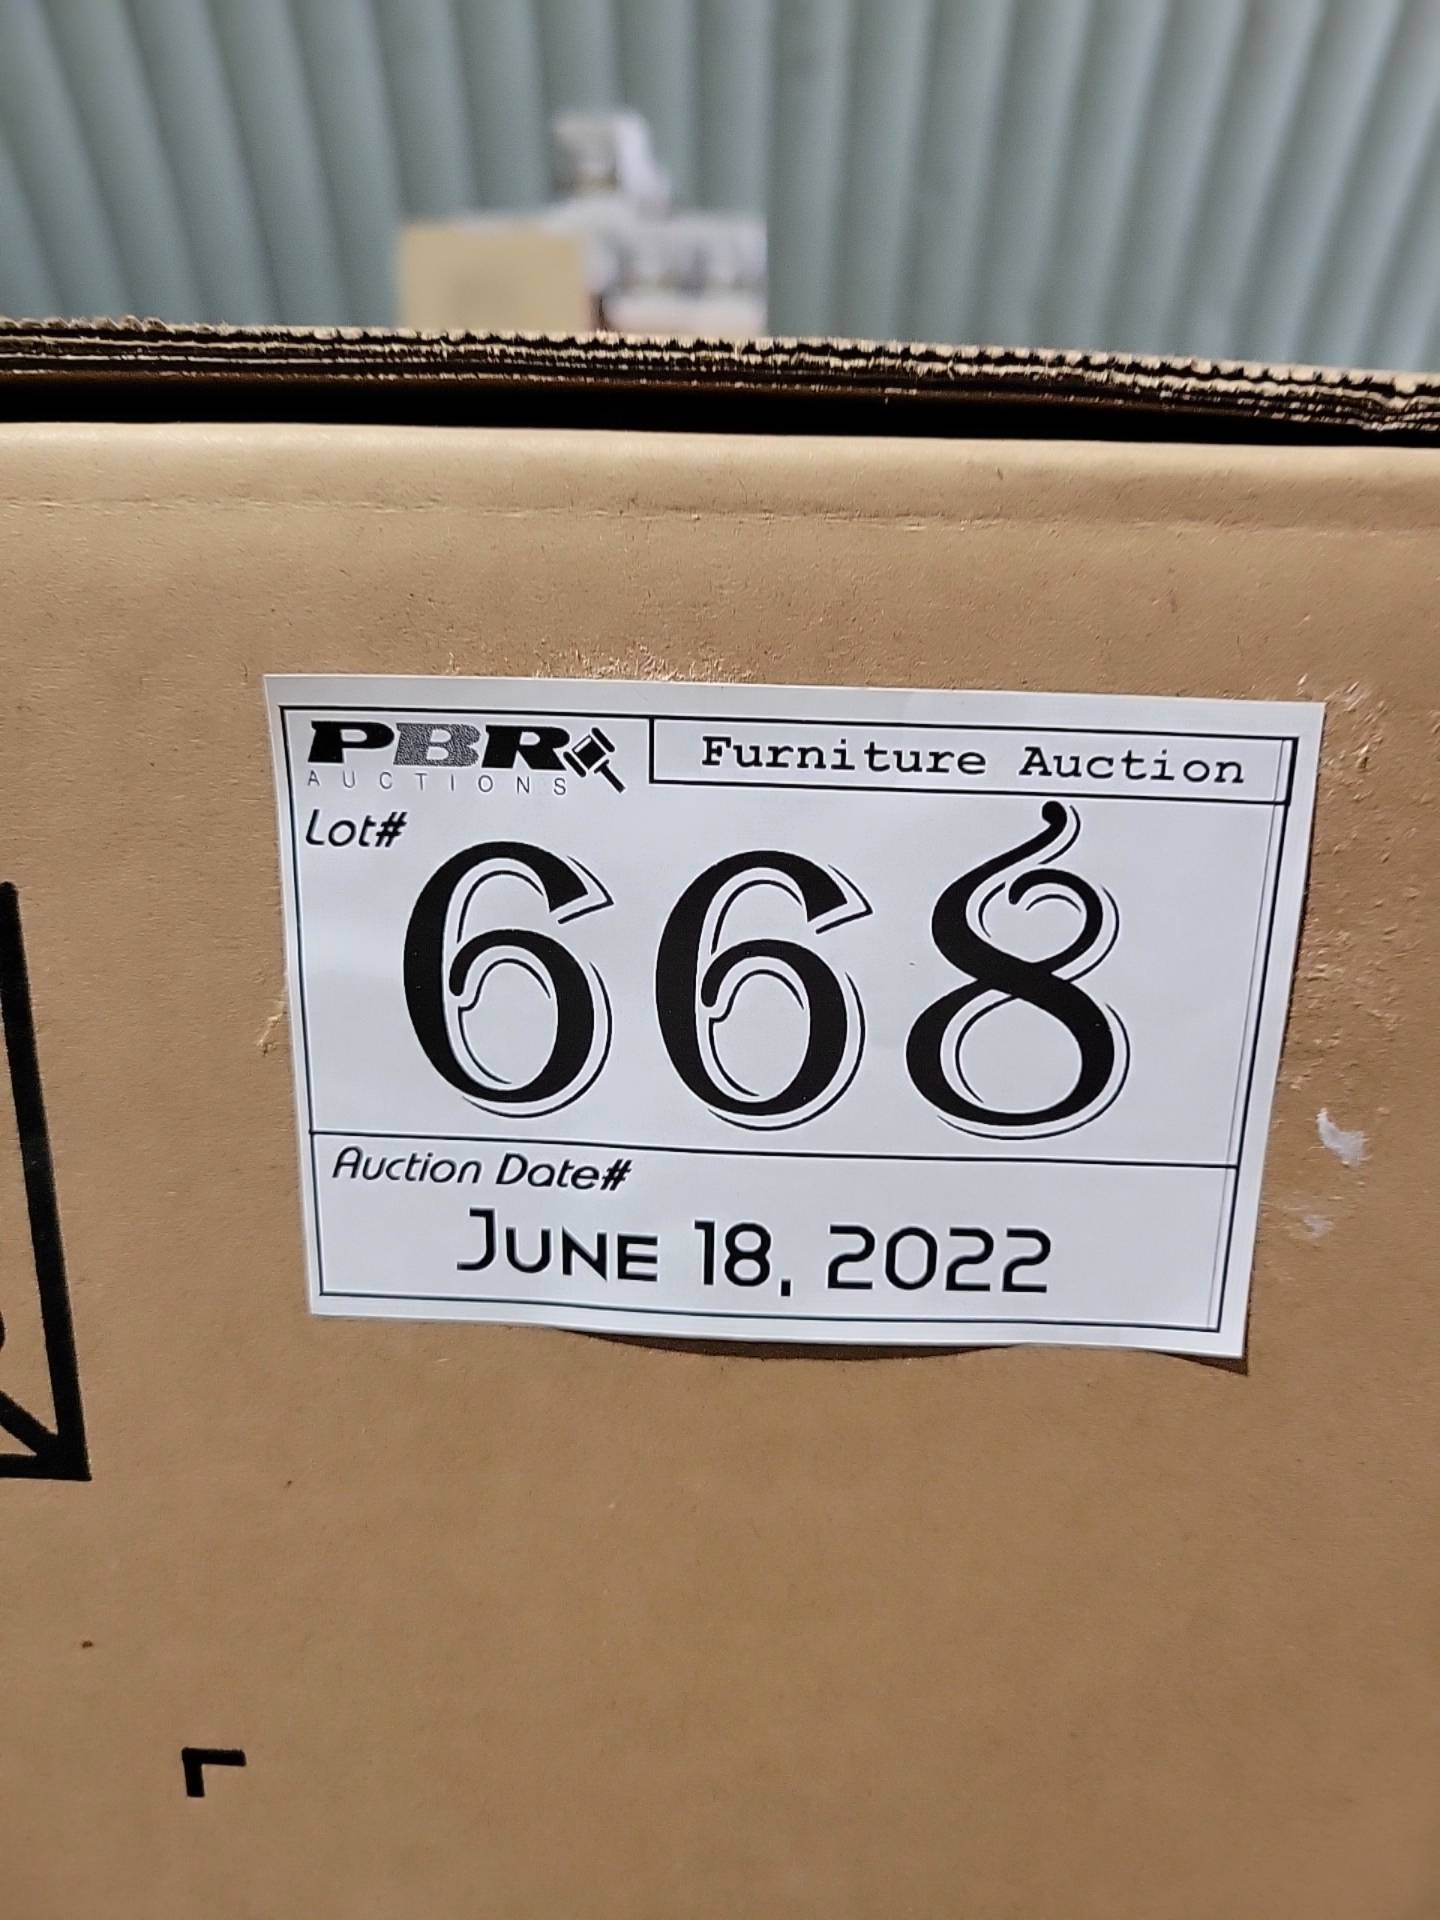 PBR Furniture Auction
AUCTIONS
Lot#
668
Auction Date#
June 18, 2022